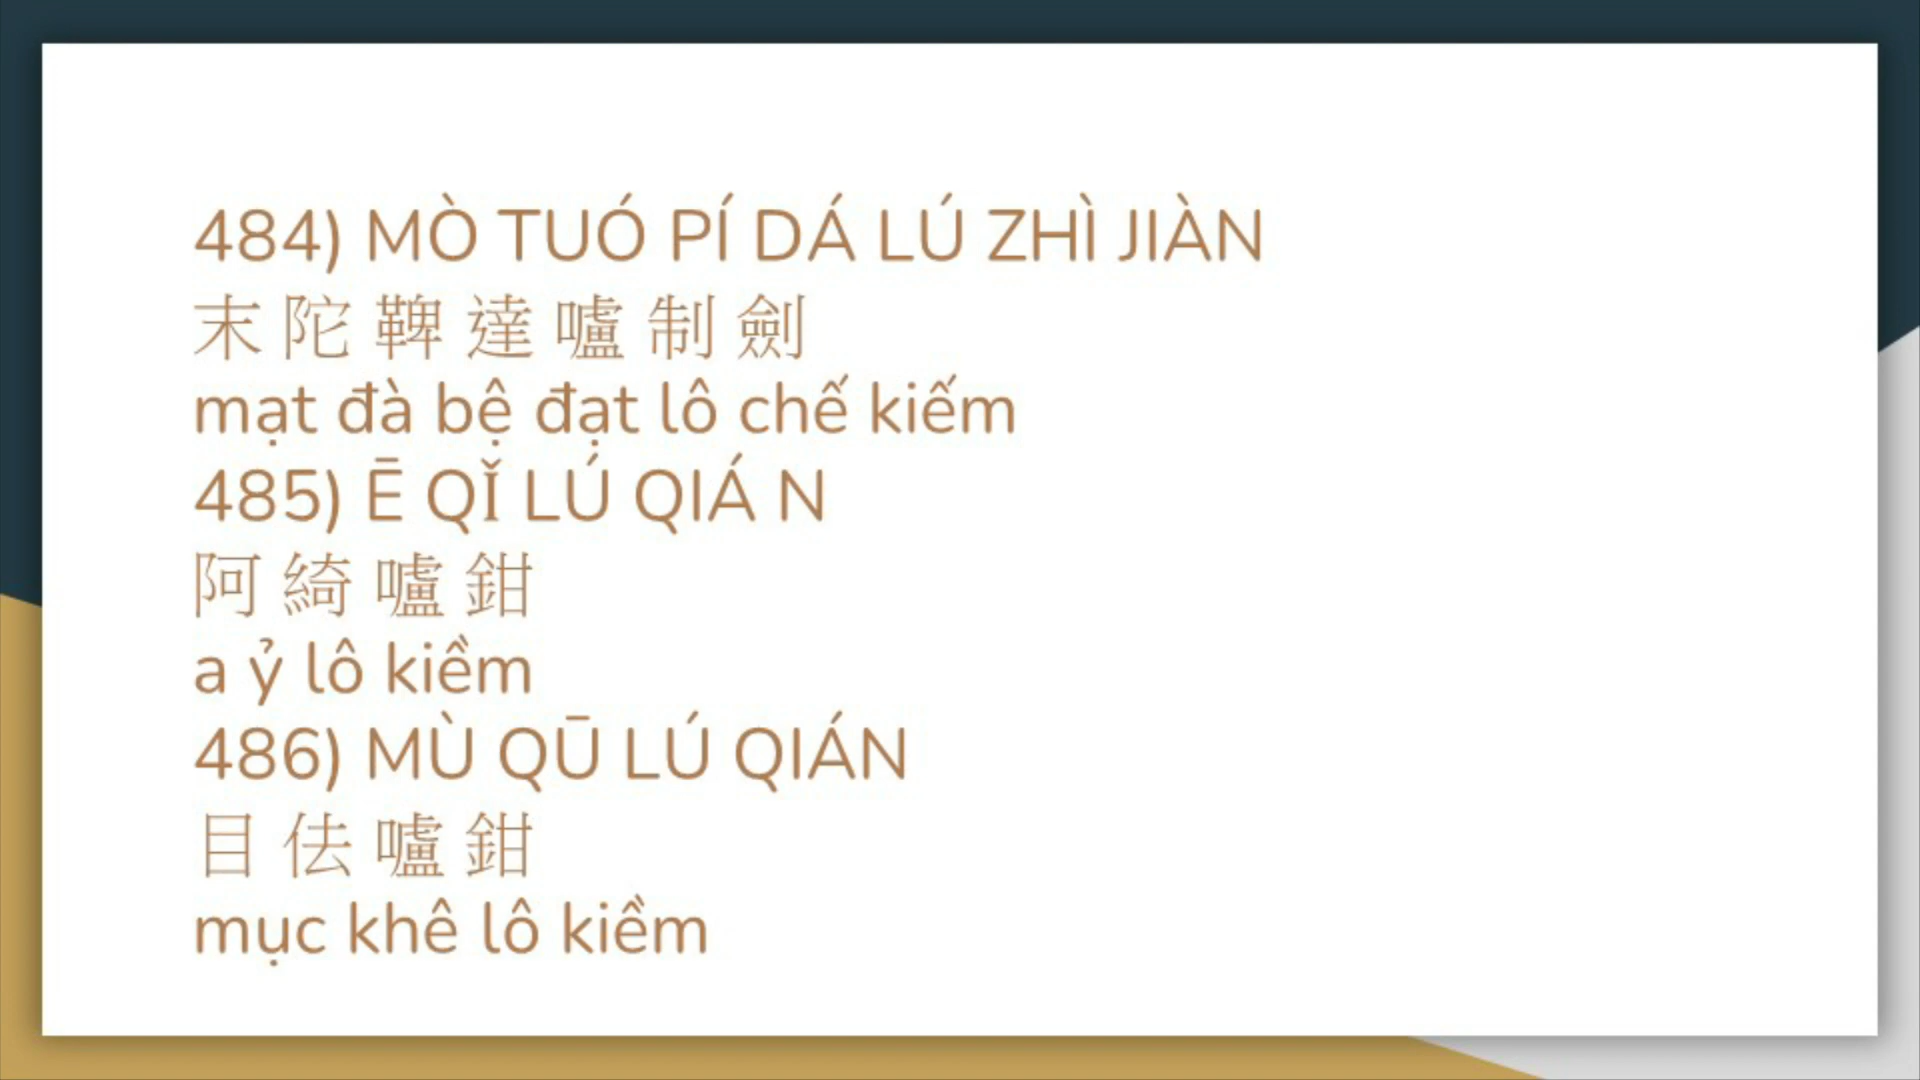 484) MÒ TUÓ PÍ DÁ LÚ ZHÌ JIÀN
末 陀 鞞 達 嚧 制 劍
mạt đà bệ đạt lô chế kiếm
485) Ē QǏ LÚ QIÁ N
阿 綺 嚧 鉗
a ỷ lô kiềm
486) MÙ QŪ LÚ QIÁN
目 佉 嚧 鉗
mục khê lô kiềm